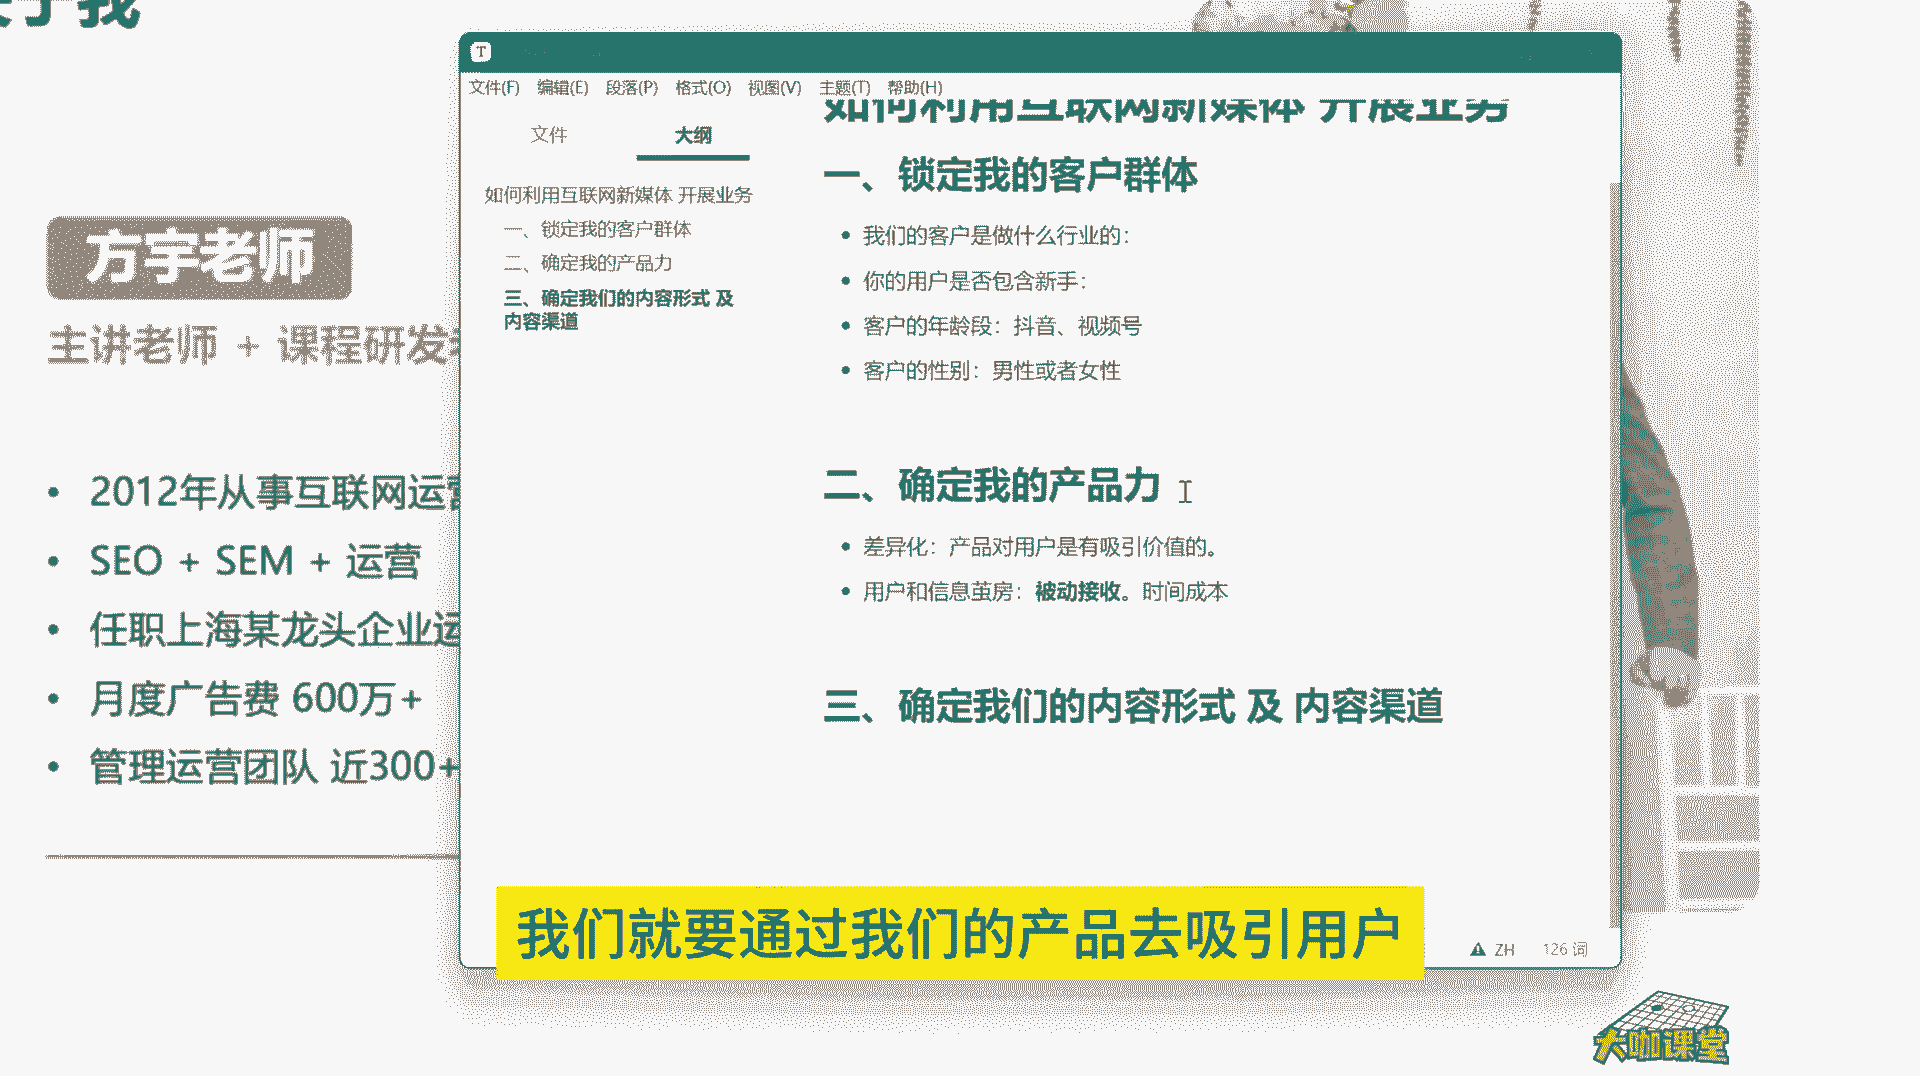 方宇老师
主讲老师 + 课程研发
2012年从事互联网运营
SEO + SEM + 运营
任职上海某龙头企业运
月度广告费 600万+
管理运营团队 近300+
T
文件(F) 编辑(E) 段落(P) 格式(O) 视图(V) 主题(T) 帮助(H)
文件 大纲
如何利用互联网新媒体 开展业务
一、锁定我的客户群体
二、确定我的产品力
三、确定我们的内容形式 及
内容渠道
如何利用互联网新媒体 开展业务
一、锁定我的客户群体
我们的客户是做什么行业的：
你的用户是否包含新手：
客户的年龄段：抖音、视频号
客户的性别：男性或者女性
二、确定我的产品力
差异化：产品对用户是有吸引价值的。
用户和信息茧房：被动接收。时间成本
三、确定我们的内容形式 及 内容渠道
我们就要通过我们的产品去吸引用户
ZH 126 词
大咖课堂